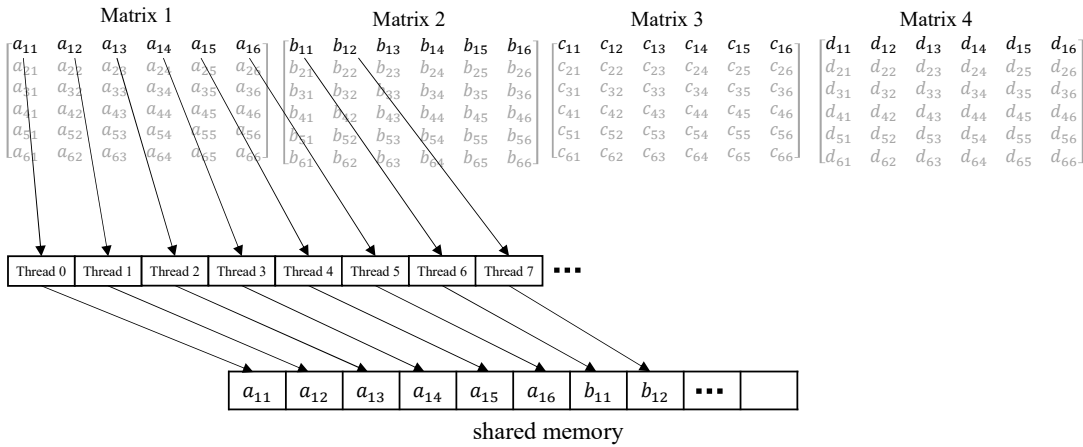 Matrix 1 Matrix 2 Matrix 3 Matrix 4
a11 a12 a13 a14 a15 a16 b11 b12 b13 b14 b15 b16 c11 c12 c13 c14 c15 c16 d11 d12 d13 d14 d15 d16
a21 a22 a23 a24 a25 a26 b21 b22 b23 b24 b25 b26 c21 c22 c23 c24 c25 c26 d21 d22 d23 d24 d25 d26
a31 a32 a33 a34 a35 a36 b31 b32 b33 b34 b35 b36 c31 c32 c33 c34 c35 c36 d31 d32 d33 d34 d35 d36
a41 a42 a43 a44 a45 a46 b41 b42 b43 b44 b45 b46 c41 c42 c43 c44 c45 c46 d41 d42 d43 d44 d45 d46
a51 a52 a53 a54 a55 a56 b51 b52 b53 b54 b55 b56 c51 c52 c53 c54 c55 c56 d51 d52 d53 d54 d55 d56
a61 a62 a63 a64 a65 a66 b61 b62 b63 b64 b65 b66 c61 c62 c63 c64 c65 c66 d61 d62 d63 d64 d65 d66
Thread 0 Thread 1 Thread 2 Thread 3 Thread 4 Thread 5 Thread 6 Thread 7 ...
a11 a12 a13 a14 a15 a16 b11 b12 ...
shared memory